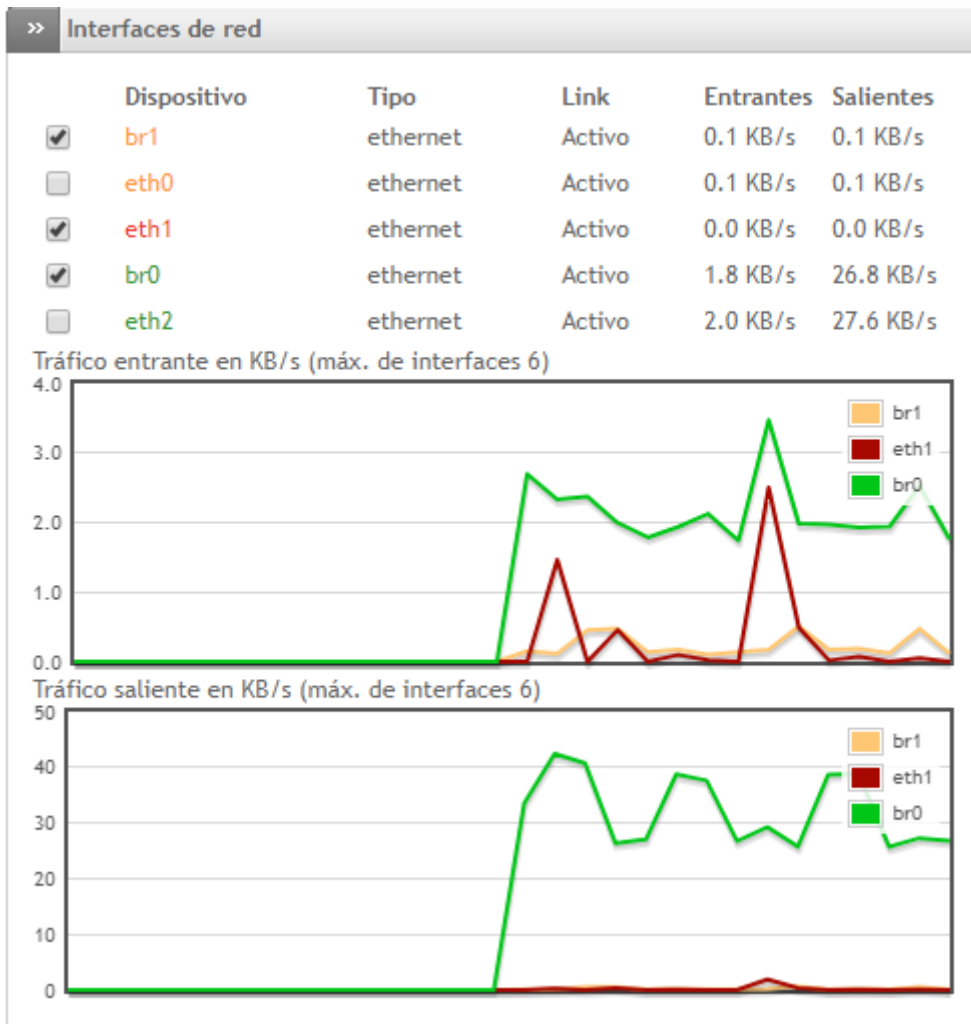 » Interfaces de red
Dispositivo Tipo Link Entrantes Salientes
br1 ethernet Activo 0.1 KB/s 0.1 KB/s
eth0 ethernet Activo 0.1 KB/s 0.1 KB/s
eth1 ethernet Activo 0.0 KB/s 0.0 KB/s
br0 ethernet Activo 1.8 KB/s 26.8 KB/s
eth2 ethernet Activo 2.0 KB/s 27.6 KB/s
Tráfico entrante en KB/s (máx. de interfaces 6)
4.0
br1
3.0
eth1
br0
2.0
1.0
0.0
Tráfico saliente en KB/s (máx. de interfaces 6)
50
br1
40
eth1
30
br0
20
10
0